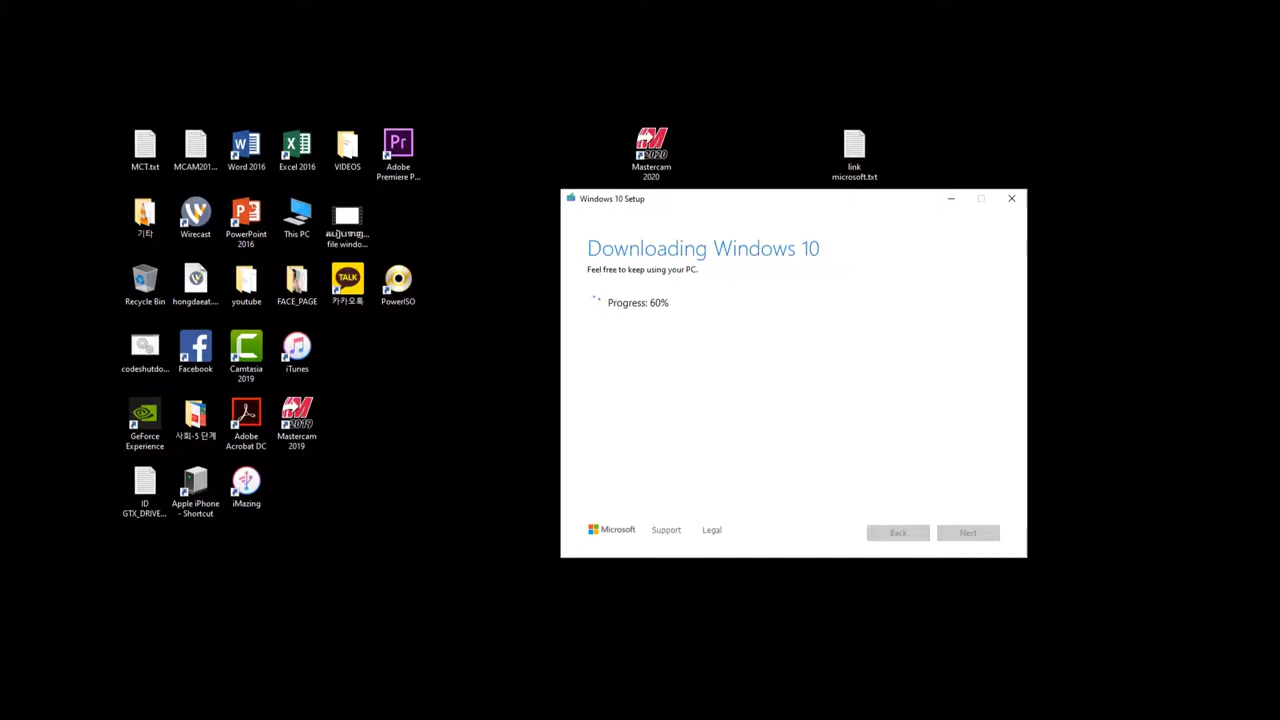 MCT.txt
MCAM201...
Word 2016
Excel 2016
VIDEOS
Pr
Adobe
Premiere P...
2020
Mastercam
2020
link
microsoft.txt
기타
Wirecast
PowerPoint
2016
This PC
file windo...
Recycle Bin
hongdaeat....
youtube
FACE_PAGE
TALK
카카오톡
PowerISO
codeshutdo...
Facebook
Camtasia
2019
iTunes
GeForce
Experience
사회-5 단계
Adobe
Acrobat DC
2019
Mastercam
2019
ID
GTX_DRIVE...
Apple iPhone
- Shortcut
iMazing
Windows 10 Setup
Downloading Windows 10
Feel free to keep using your PC.
Progress: 60%
Microsoft
Support
Legal
Back
Next